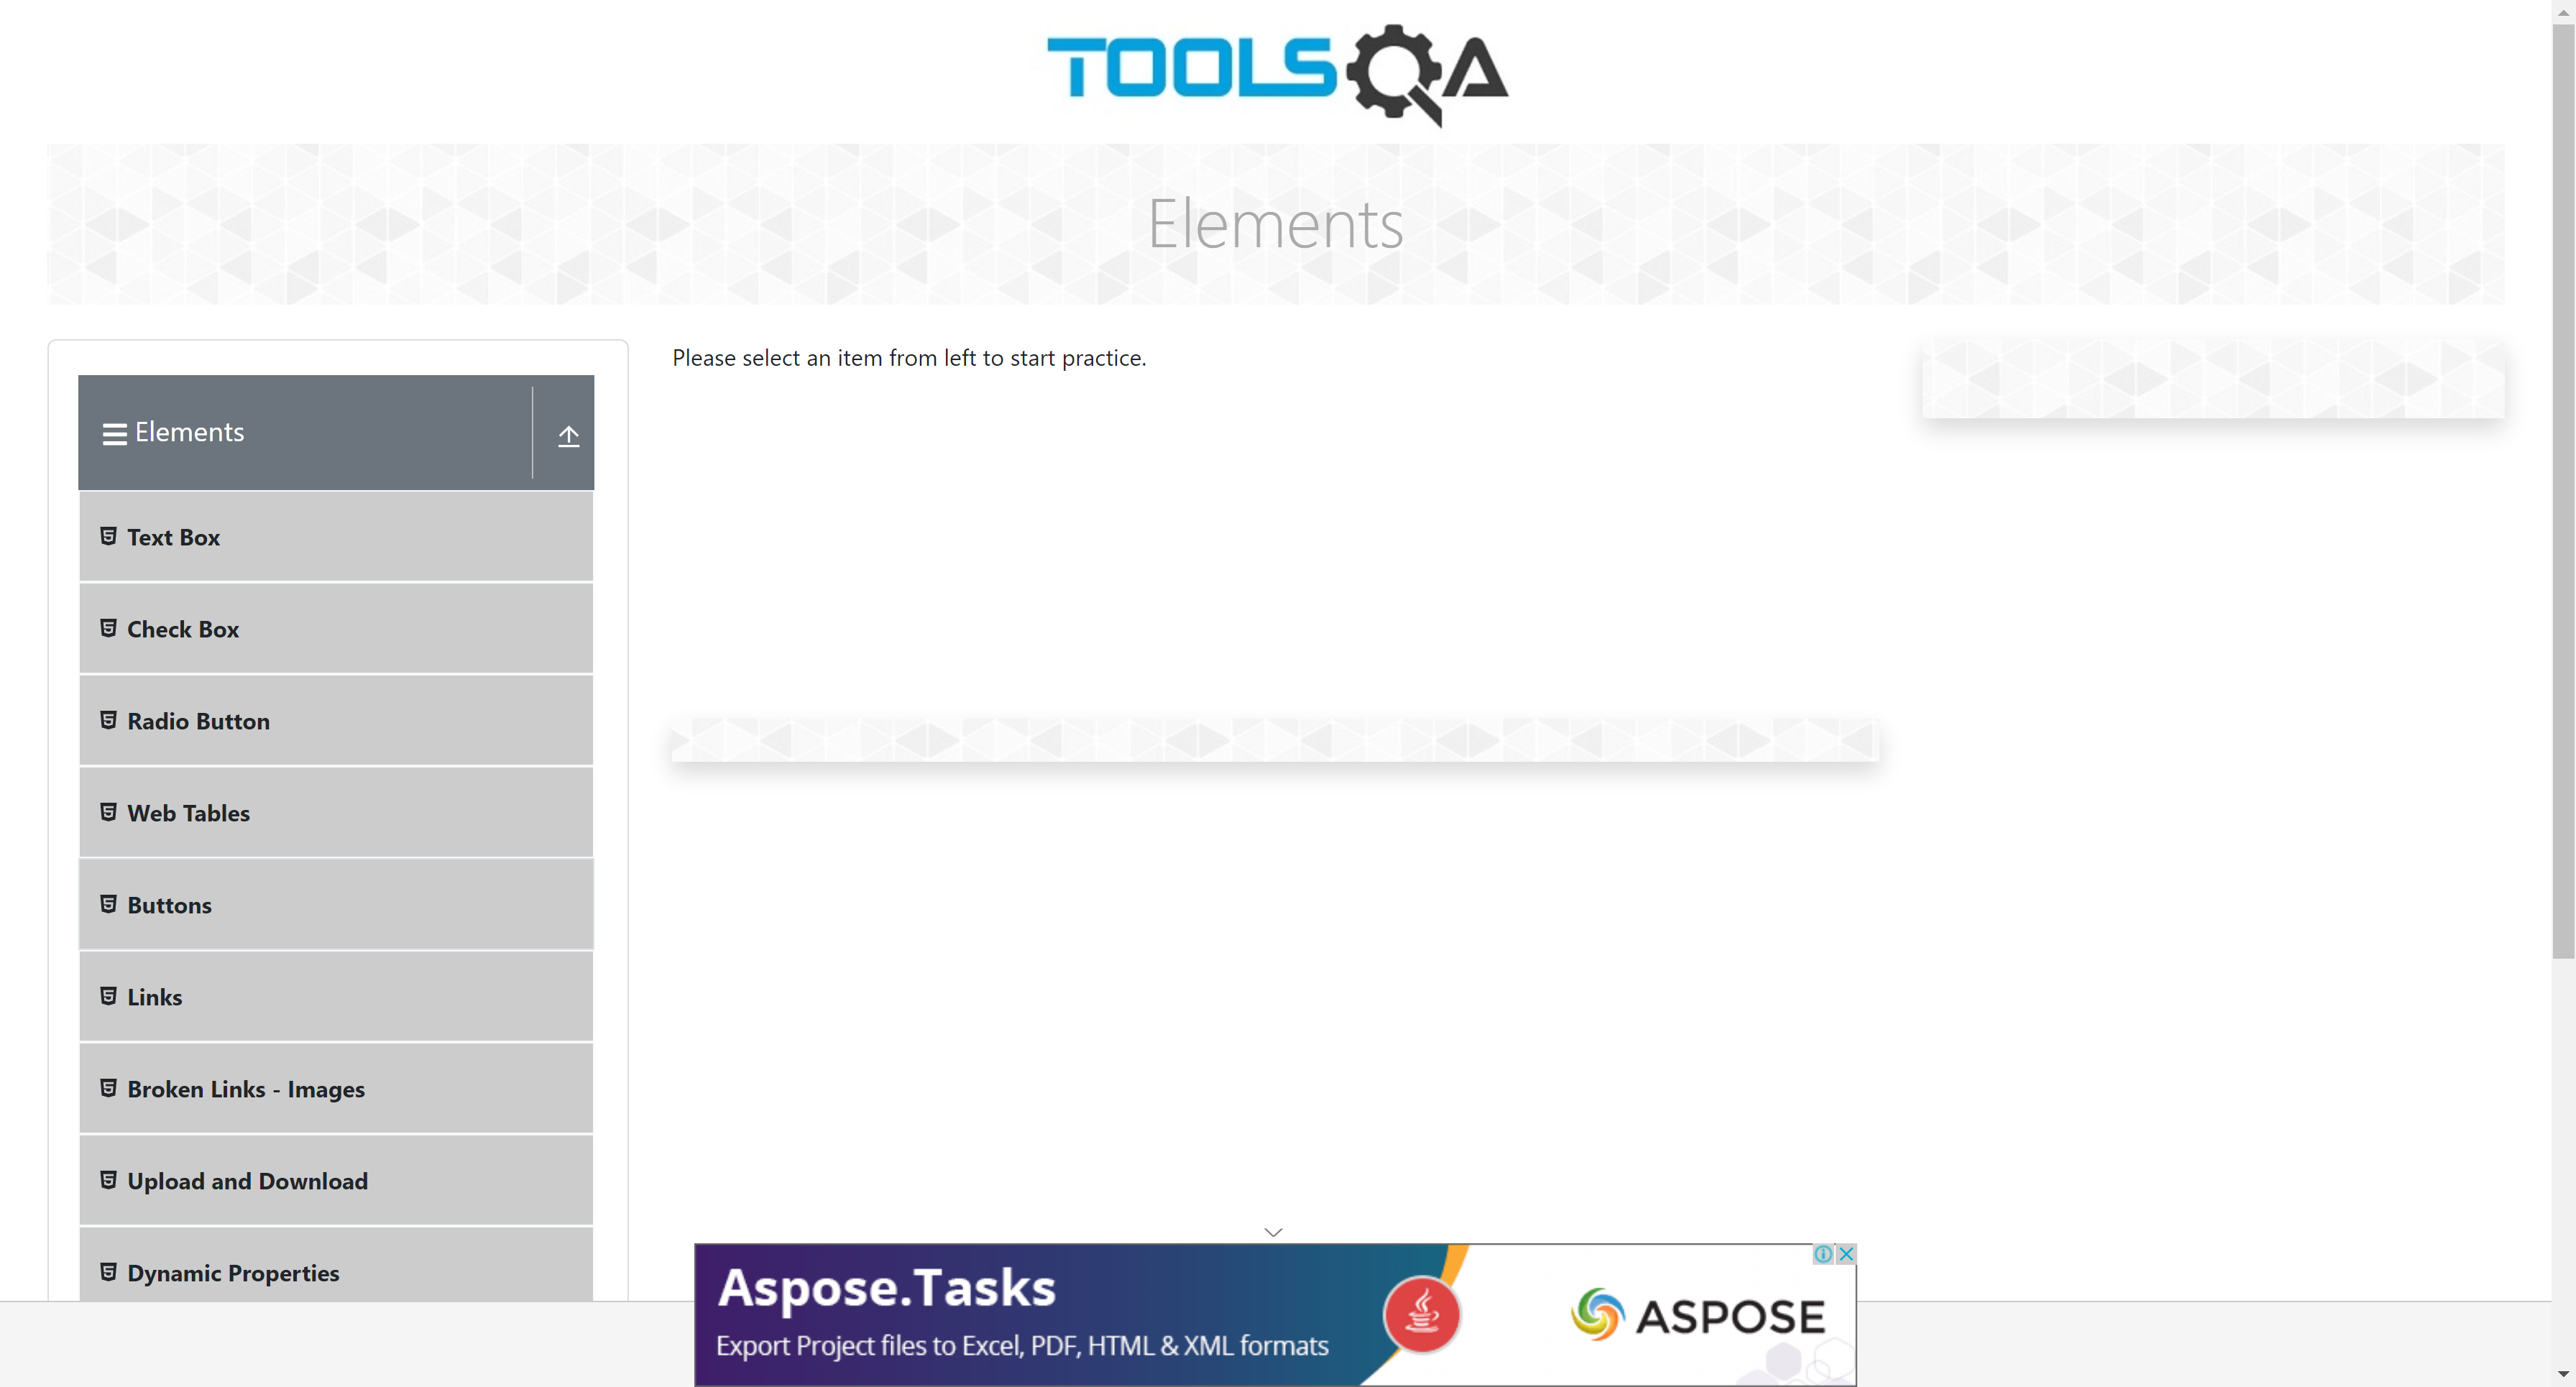 TOOLSQA
Elements
Please select an item from left to start practice.
Elements
Text Box
Check Box
Radio Button
Web Tables
Buttons
Links
Broken Links - Images
Upload and Download
Dynamic Properties
Aspose.Tasks
Export Project files to Excel, PDF, HTML & XML formats
ASPOSE